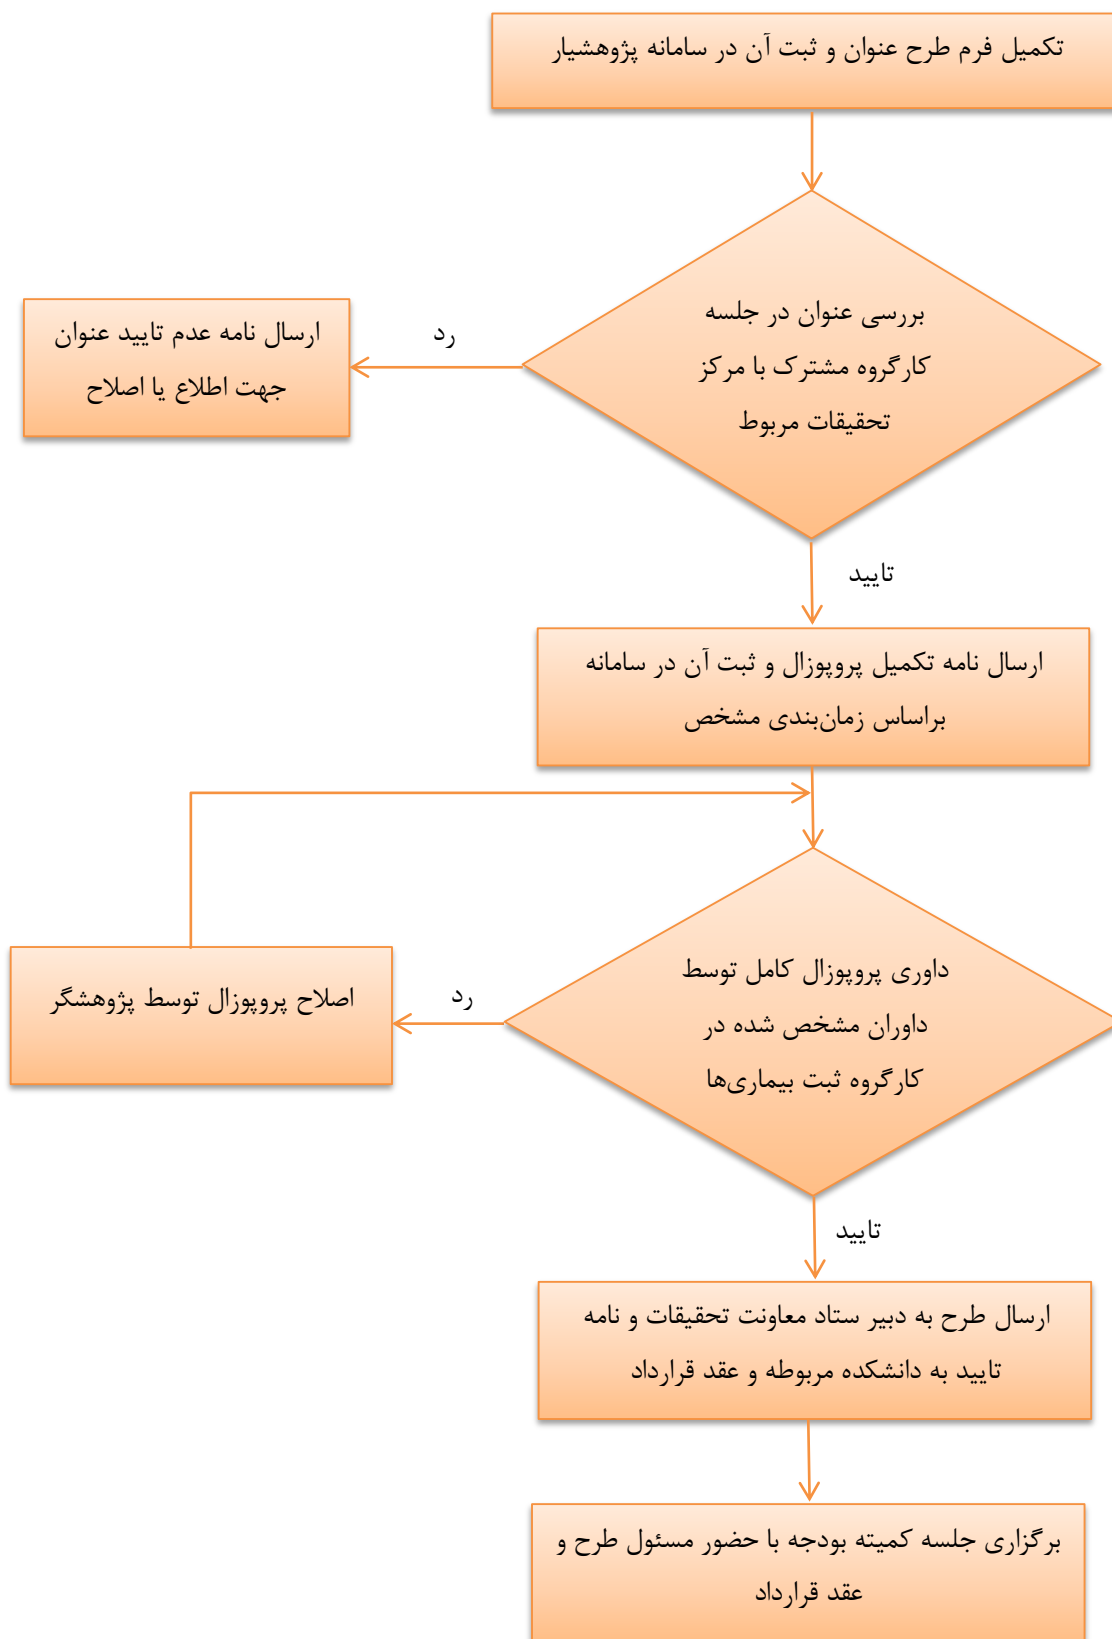 تکمیل فرم طرح عنوان و ثبت آن در سامانه پژوهشیار
بررسی عنوان در جلسه
کارگروه مشترک با مرکز
تحقیقات مربوط
رد
ارسال نامه عدم تایید عنوان
جهت اطلاع یا اصلاح
تایید
ارسال نامه تکمیل پروپوزال و ثبت آن در سامانه
براساس زمان‌بندی مشخص
داوری پروپوزال کامل توسط
داوران مشخص شده در
کارگروه ثبت بیماری‌ها
رد
اصلاح پروپوزال توسط پژوهشگر
تایید
ارسال طرح به دبیر ستاد معاونت تحقیقات و نامه
تایید به دانشکده مربوطه و عقد قرارداد
برگزاری جلسه کمیته بودجه با حضور مسئول طرح و
عقد قرارداد